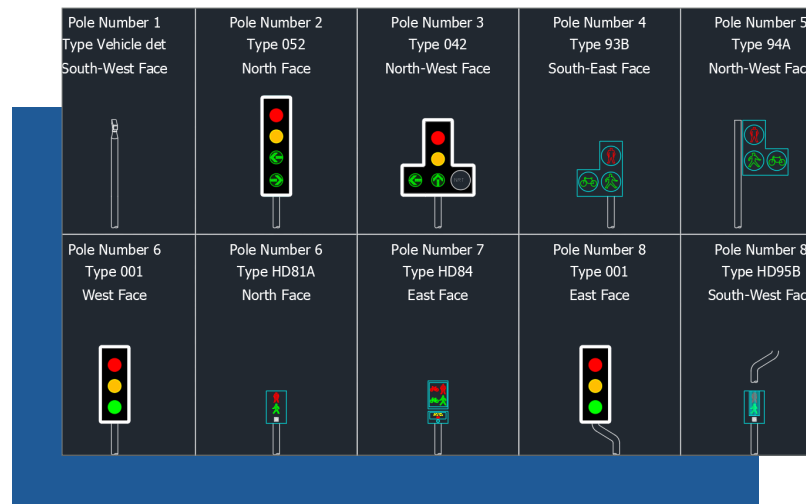 Pole Number 1
Type Vehicle det
South-West Face
Pole Number 2
Type 052
North Face
Pole Number 3
Type 042
North-West Face
Pole Number 4
Type 93B
South-East Face
Pole Number 5
Type 94A
North-West Fac
Pole Number 6
Type 001
West Face
Pole Number 6
Type HD81A
North Face
Pole Number 7
Type HD84
East Face
Pole Number 8
Type 001
East Face
Pole Number 8
Type HD95B
South-West Fac